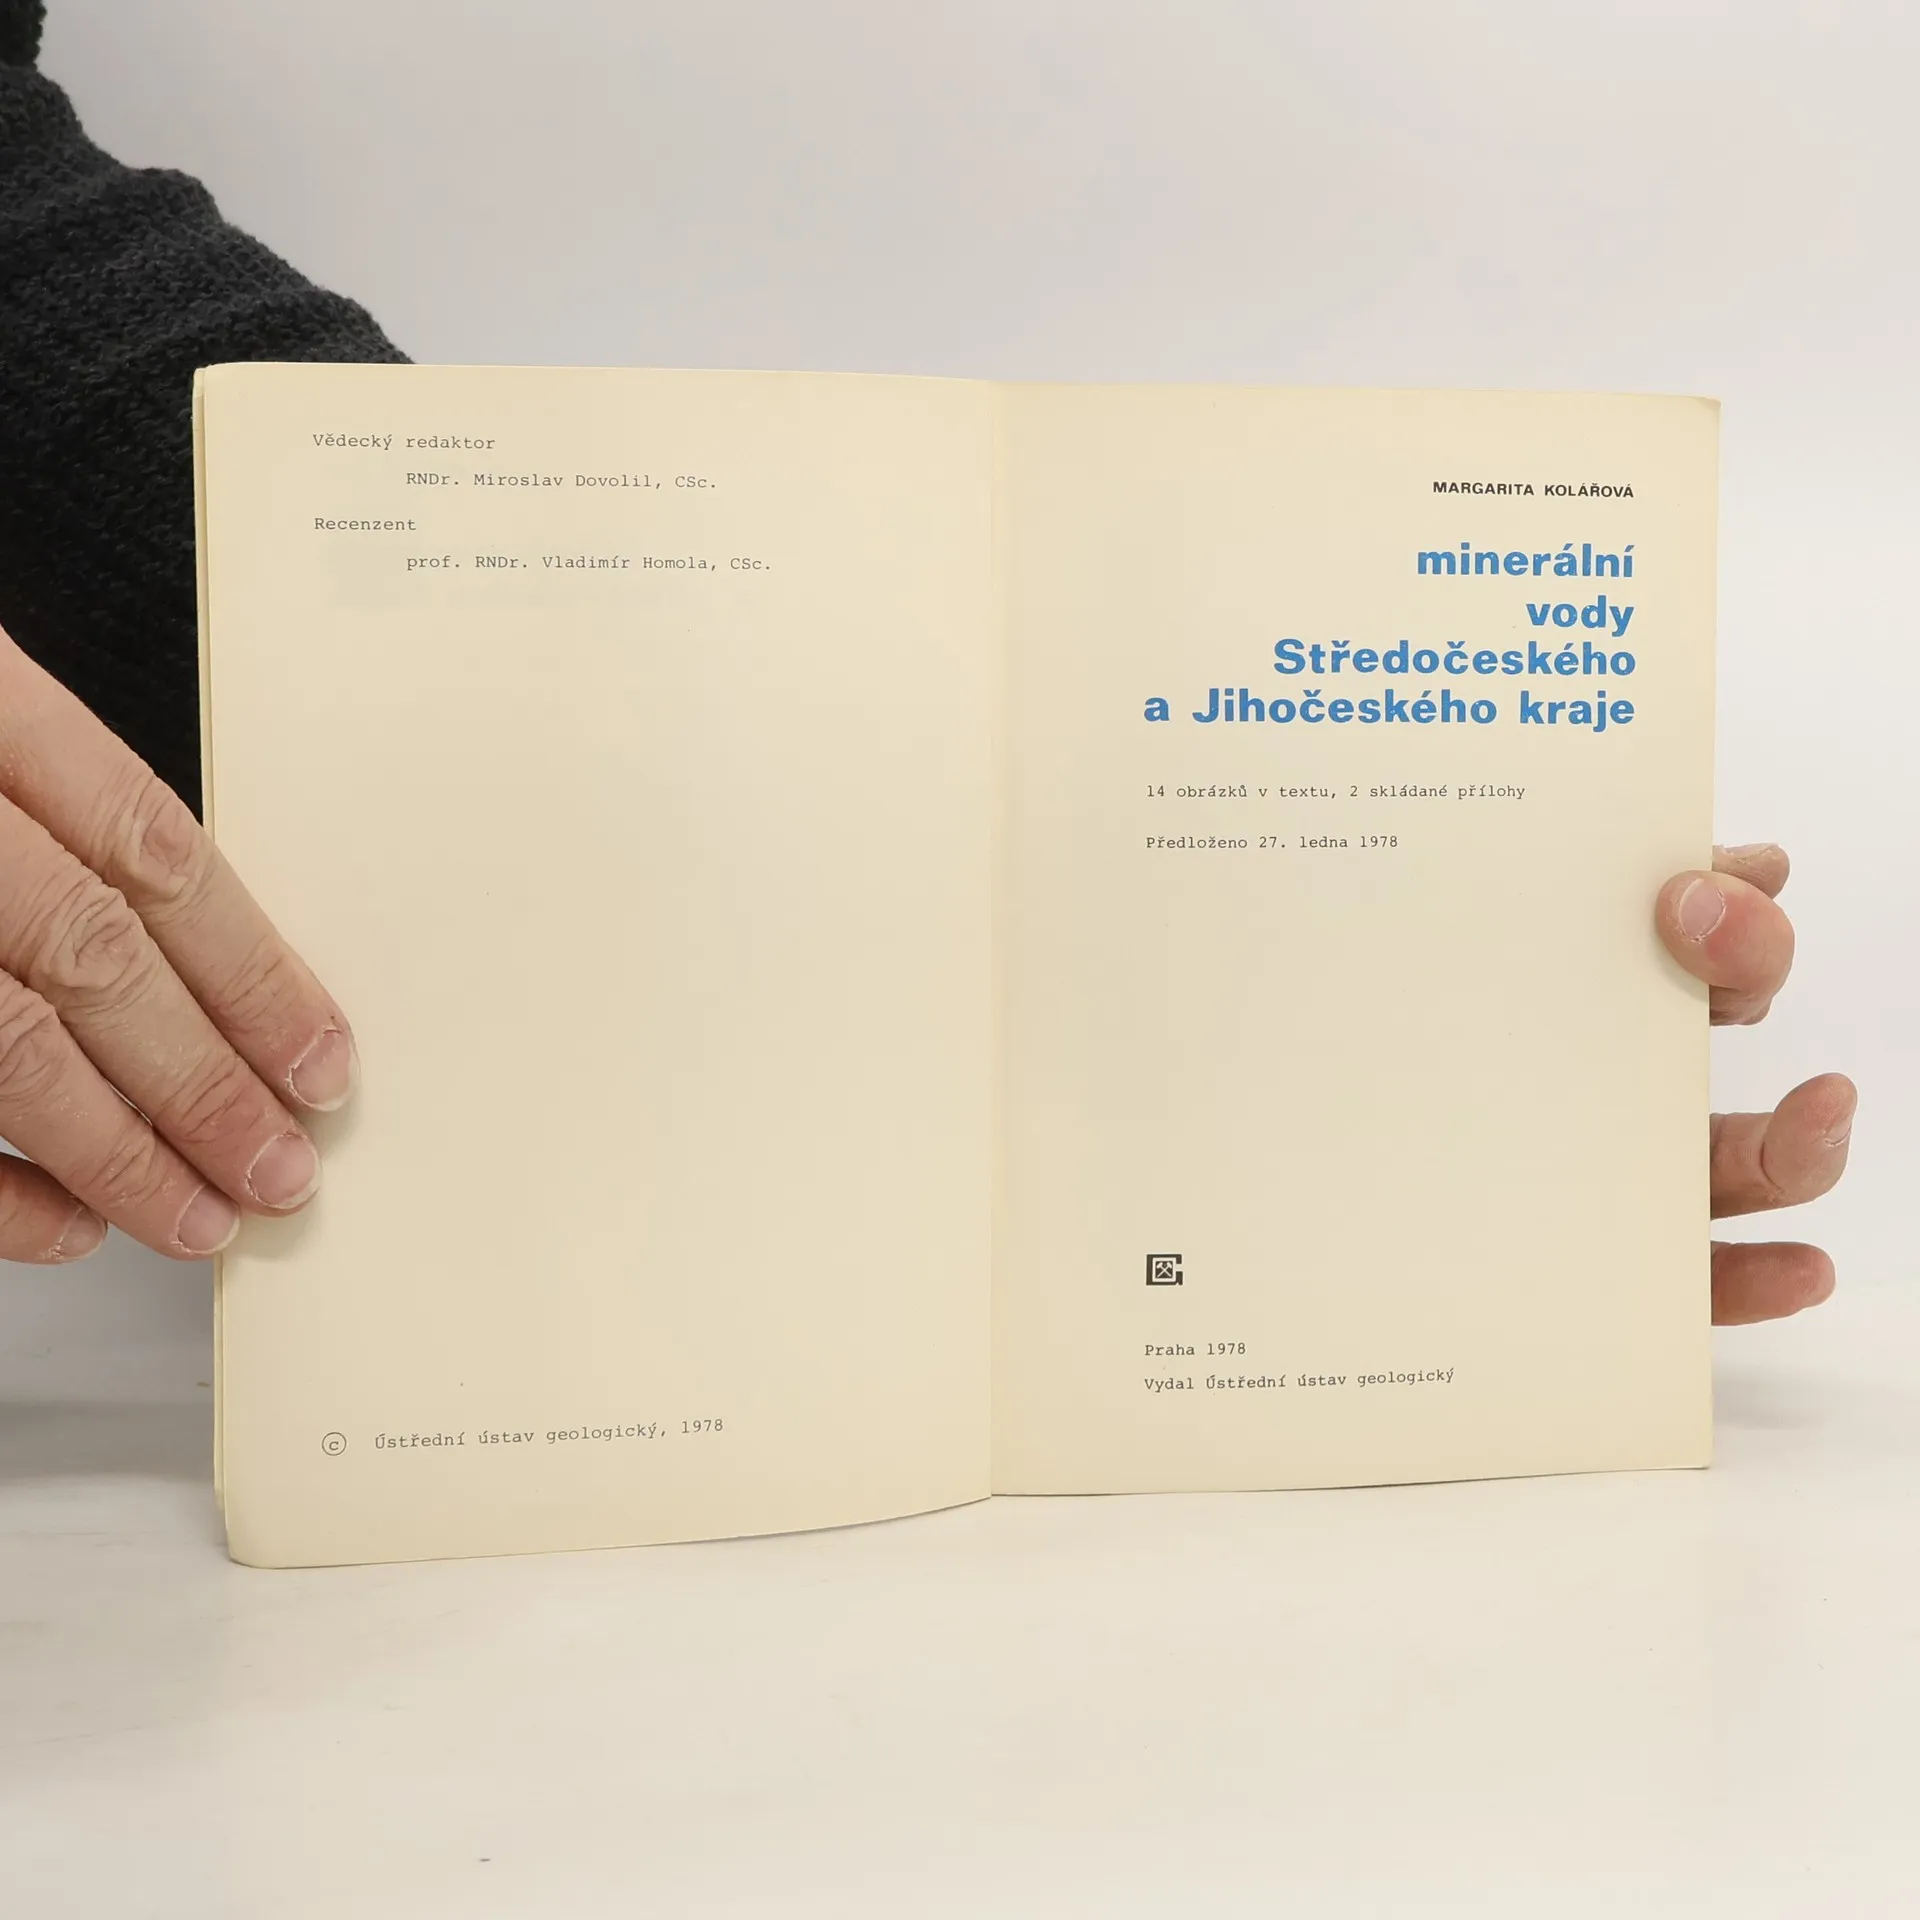 Vědecký redaktor
RNDr. Miroslav Dovolil, CSc.
Recenzent
prof. RNDr. Vladimír Homola, CSc.
© Ústřední ústav geologický, 1978
MARGARITA KOLÁŘOVÁ
minerální
vody
Středočeského
a Jihočeského kraje
14 obrázků v textu, 2 skládané přílohy
Předloženo 27. ledna 1978
Praha 1978
Vydal Ústřední ústav geologický